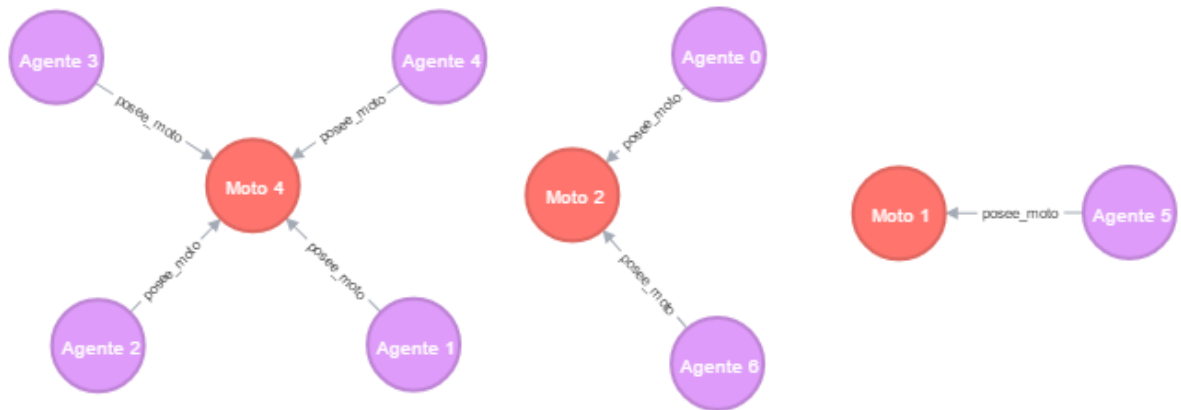 Agente 3
Agente 4
posee_moto
posee_moto
Moto 4
posee_moto
posee_moto
Agente 2
Agente 1
Agente 0
posee_moto
Moto 2
posee_moto
Agente 6
Moto 1
posee_moto
Agente 5